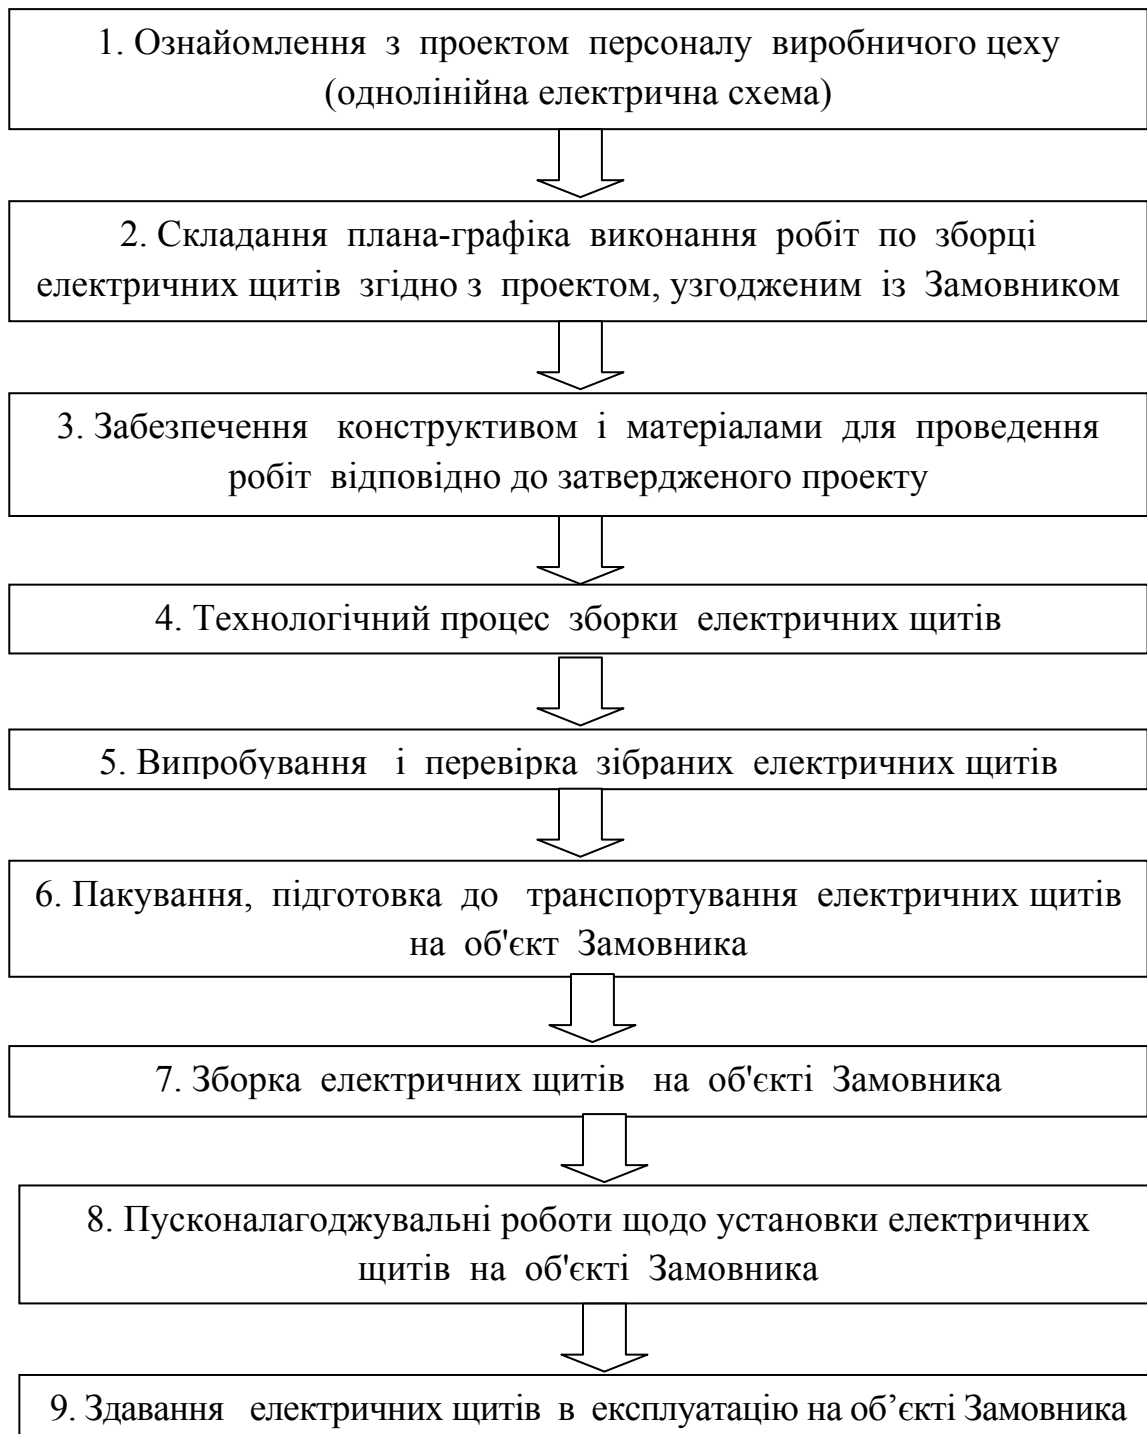 1. Ознайомлення з проектом персоналу виробничого цеху
(однолінійна електрична схема)
2. Складання плана-графіка виконання робіт по зборці
електричних щитів згідно з проектом, узгодженим із Замовником
3. Забезпечення конструктивом і матеріалами для проведення
робіт відповідно до затвердженого проекту
4. Технологічний процес зборки електричних щитів
5. Випробування і перевірка зібраних електричних щитів
6. Пакування, підготовка до транспортування електричних щитів
на об'єкт Замовника
7. Зборка електричних щитів на об'єкті Замовника
8. Пусконалагоджувальні роботи щодо установки електричних
щитів на об'єкті Замовника
9. Здавання електричних щитів в експлуатацію на об’єкті Замовника